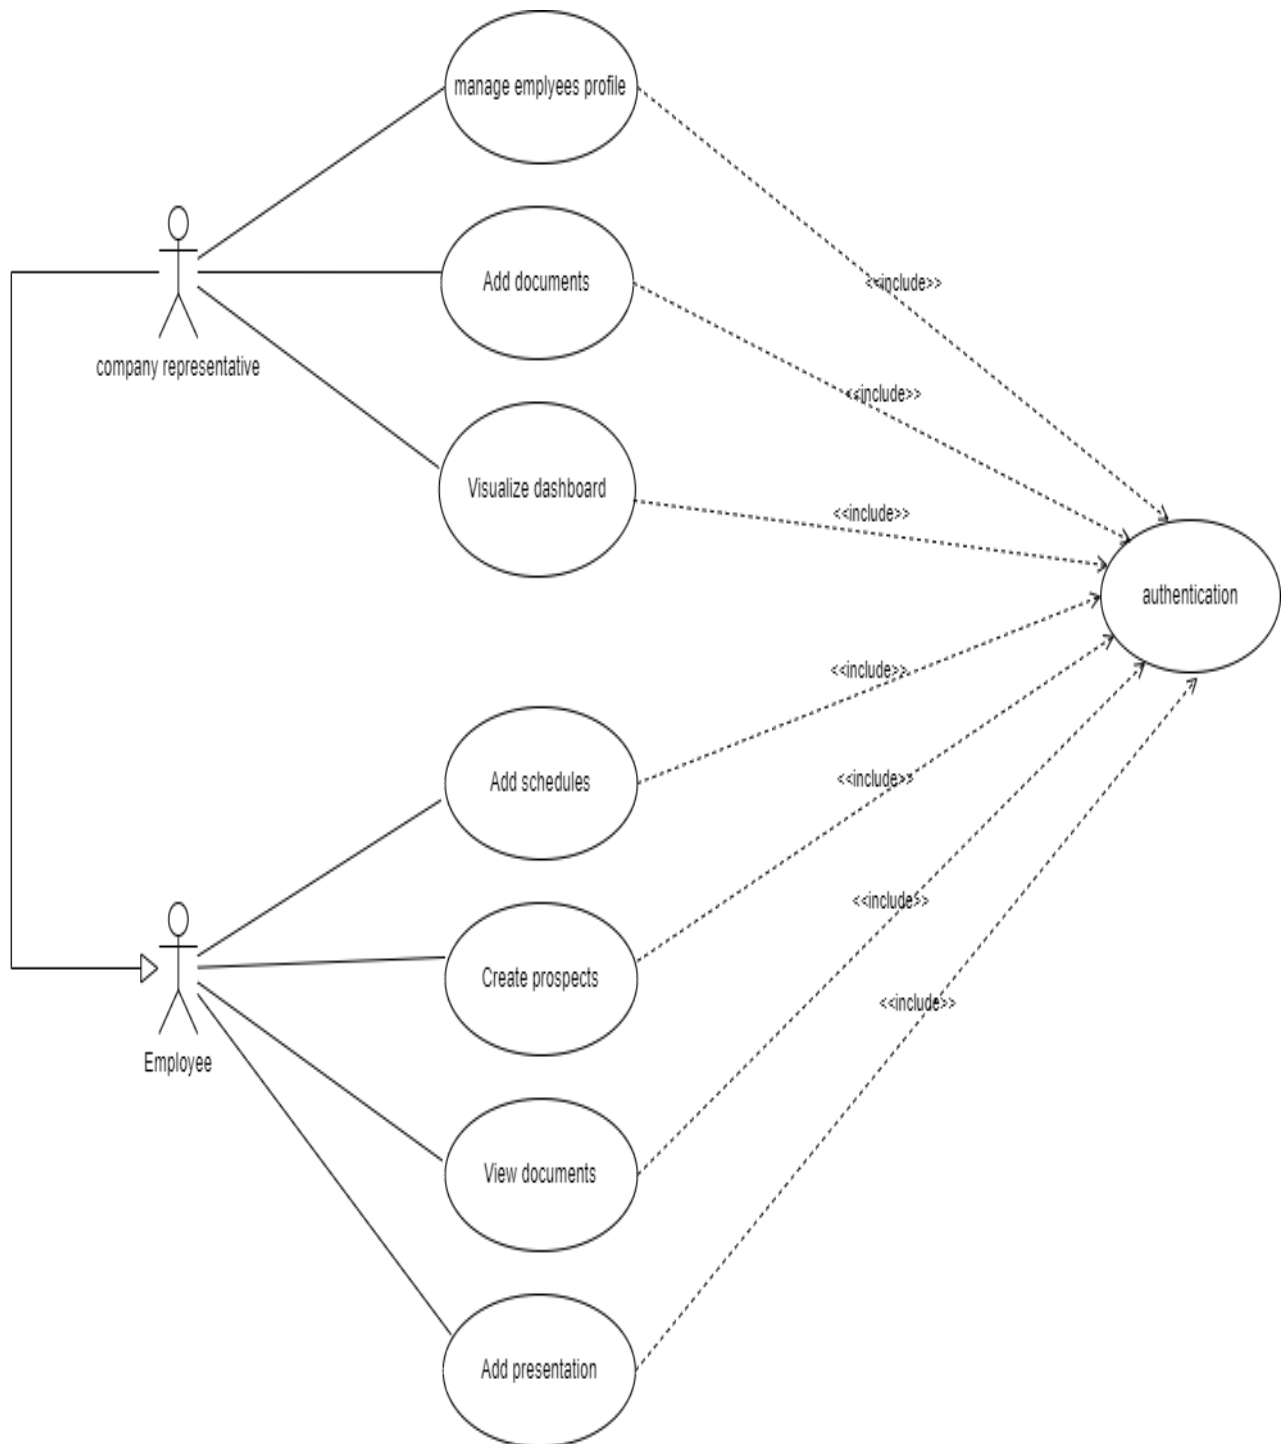 manage emplyees profile
Add documents
<<include>>
company representative
<<include>>
Visualize dashboard
<<include>>
authentication
<<include>>
Add schedules
<<include>>
<<include>>
Create prospects
<<include>>
Employee
View documents
Add presentation